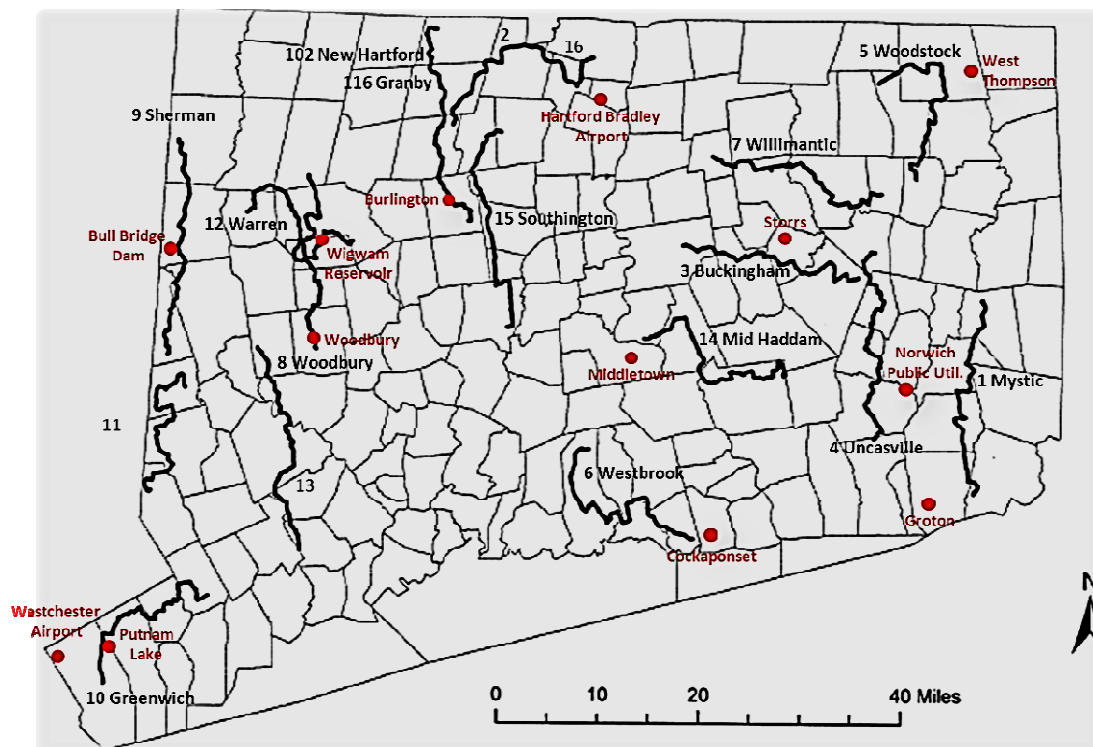 2
102 New Hartford
16
5 Woodstock
West
Thompson
116 Granby
Hartford Bradley
Airport
9 Sherman
7 Willimantic
Burlington
12 Warren
15 Southington
Storrs
Bull Bridge
Dam
Wigwam
Reservoir
3 Buckingham
Woodbury
8 Woodbury
14 Mid Haddam
Middletown
Norwich
Public Util.
1 Mystic
11
4 Uncasville
6 Westbrook
13
Groton
Cockaponset
Westchester
Airport
Putnam
Lake
10 Greenwich
N
0 10 20 40 Miles